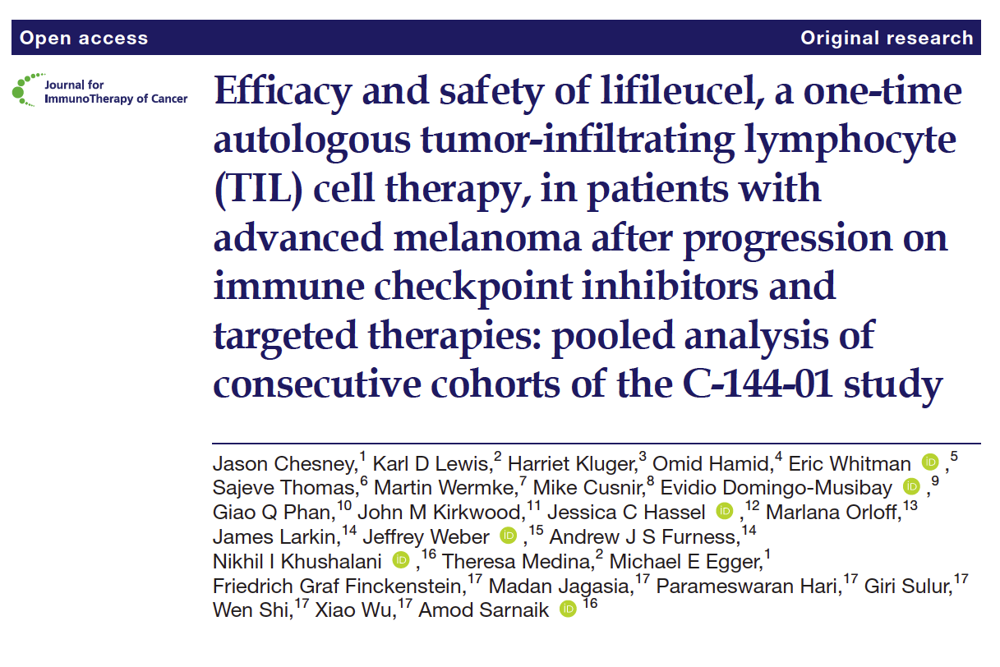 Open access
Original research
Journal for
ImmunoTherapy of Cancer
Efficacy and safety of lifileucel, a one-time
autologous tumor-infiltrating lymphocyte
(TIL) cell therapy, in patients with
advanced melanoma after progression on
immune checkpoint inhibitors and
targeted therapies: pooled analysis of
consecutive cohorts of the C-144-01 study
Jason Chesney,1 Karl D Lewis,2 Harriet Kluger,3 Omid Hamid,4 Eric Whitman iD ,5
Sajeve Thomas,6 Martin Wermke,7 Mike Cusnir,8 Evidio Domingo-Musibay iD ,9
Giao Q Phan,10 John M Kirkwood,11 Jessica C Hassel iD ,12 Marlana Orloff,13
James Larkin,14 Jeffrey Weber iD ,15 Andrew J S Furness,14
Nikhil I Khushalani iD ,16 Theresa Medina,2 Michael E Egger,1
Friedrich Graf Finckenstein,17 Madan Jagasia,17 Parameswaran Hari,17 Giri Sulur,17
Wen Shi,17 Xiao Wu,17 Amod Sarnaik iD 16